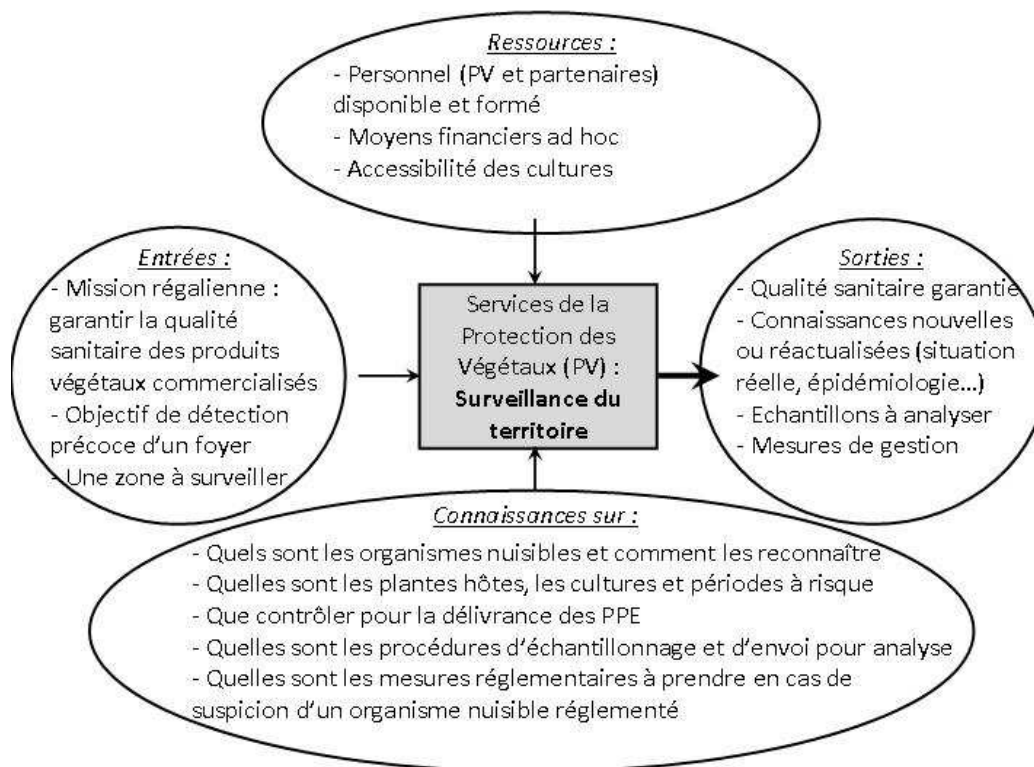 Ressources :
- Personnel (PV et partenaires)
disponible et formé
- Moyens financiers ad hoc
- Accessibilité des cultures
Entrées :
- Mission régalienne :
garantir la qualité
sanitaire des produits
végétaux commercialisés
- Objectif de détection
précoce d'un foyer
- Une zone à surveiller
Services de la
Protection des
Végétaux (PV) :
Surveillance du
territoire
Sorties :
- Qualité sanitaire garantie
- Connaissances nouvelles
ou réactualisées (situation
réelle, épidémiologie...)
- Echantillons à analyser
- Mesures de gestion
Connaissances sur :
- Quels sont les organismes nuisibles et comment les reconnaître
- Quelles sont les plantes hôtes, les cultures et périodes à risque
- Que contrôler pour la délivrance des PPE
- Quelles sont les procédures d'échantillonnage et d'envoi pour analyse
- Quelles sont les mesures réglementaires à prendre en cas de
suspicion d'un organisme nuisible réglementé